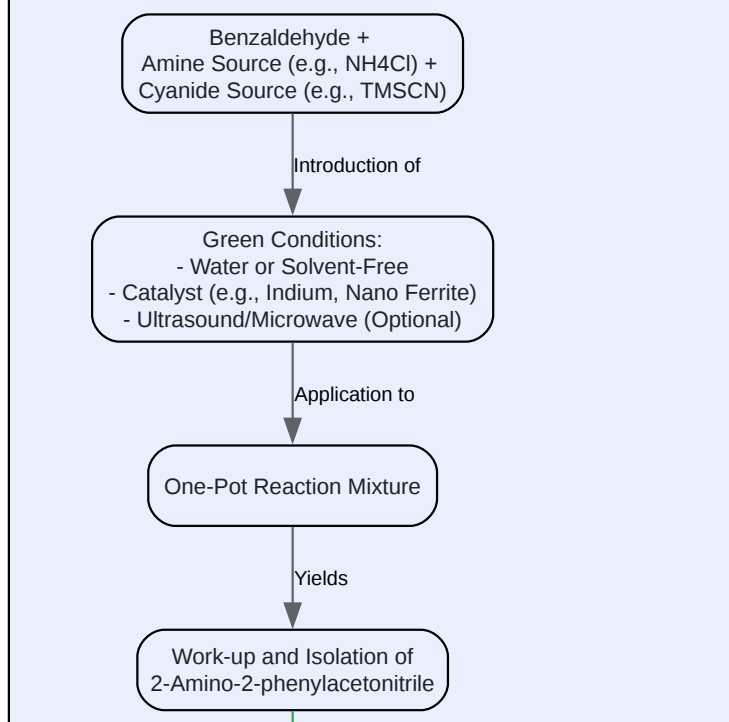 Benzaldehyde +
Amine Source (e.g., NH4Cl) +
Cyanide Source (e.g., TMSCN)
Introduction of
Green Conditions:
- Water or Solvent-Free
- Catalyst (e.g., Indium, Nano Ferrite)
- Ultrasound/Microwave (Optional)
Application to
One-Pot Reaction Mixture
Yields
Work-up and Isolation of
2-Amino-2-phenylacetonitrile